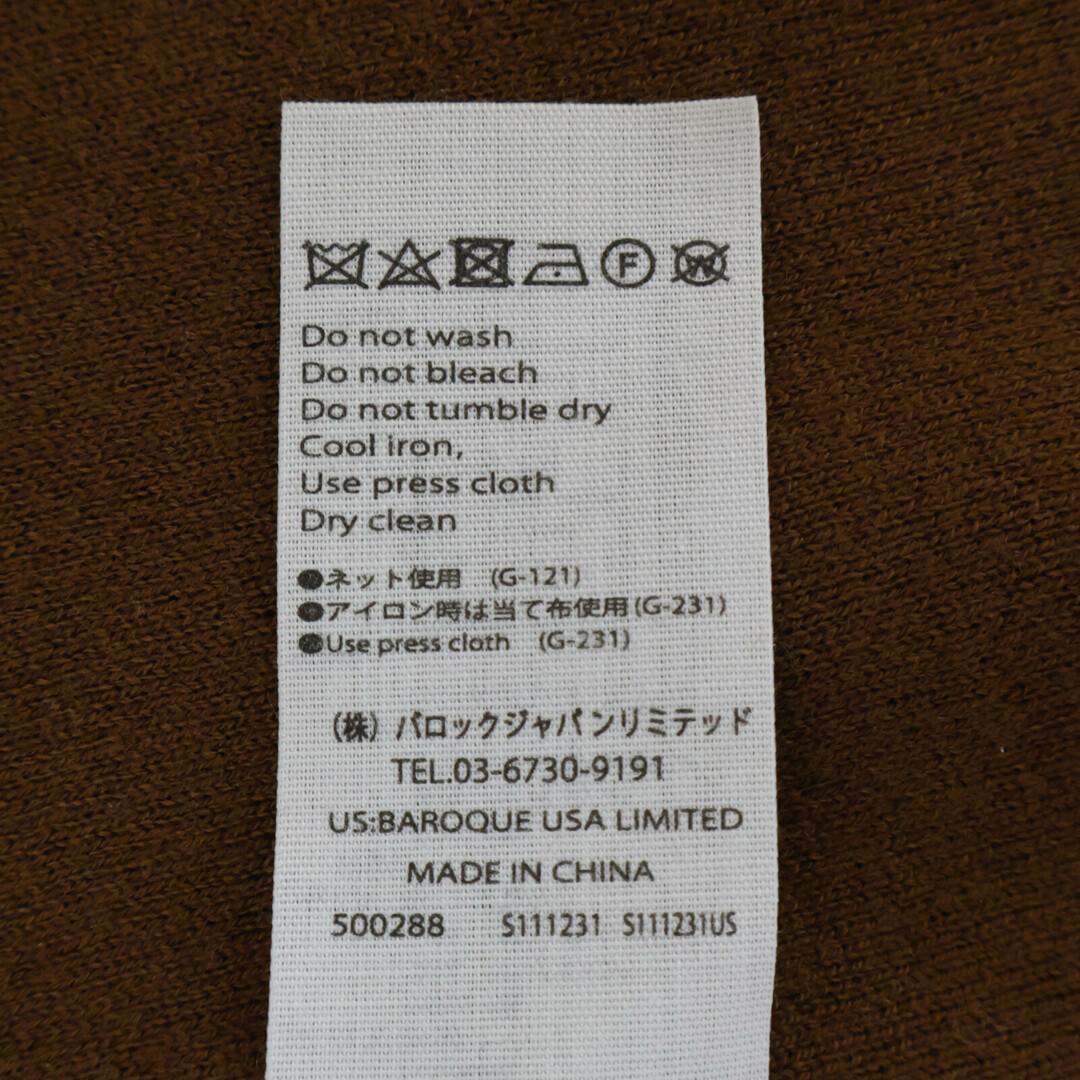 F W
Do not wash
Do not bleach
Do not tumble dry
Cool iron,
Use press cloth
Dry clean
●ネット使用 (G-121)
●アイロン時は当て布使用(G-231)
●Use press cloth (G-231)
(株) バロックジャパンリミテッド
TEL.03-6730-9191
US:BAROQUE USA LIMITED
MADE IN CHINA
500288 S111231 S111231US